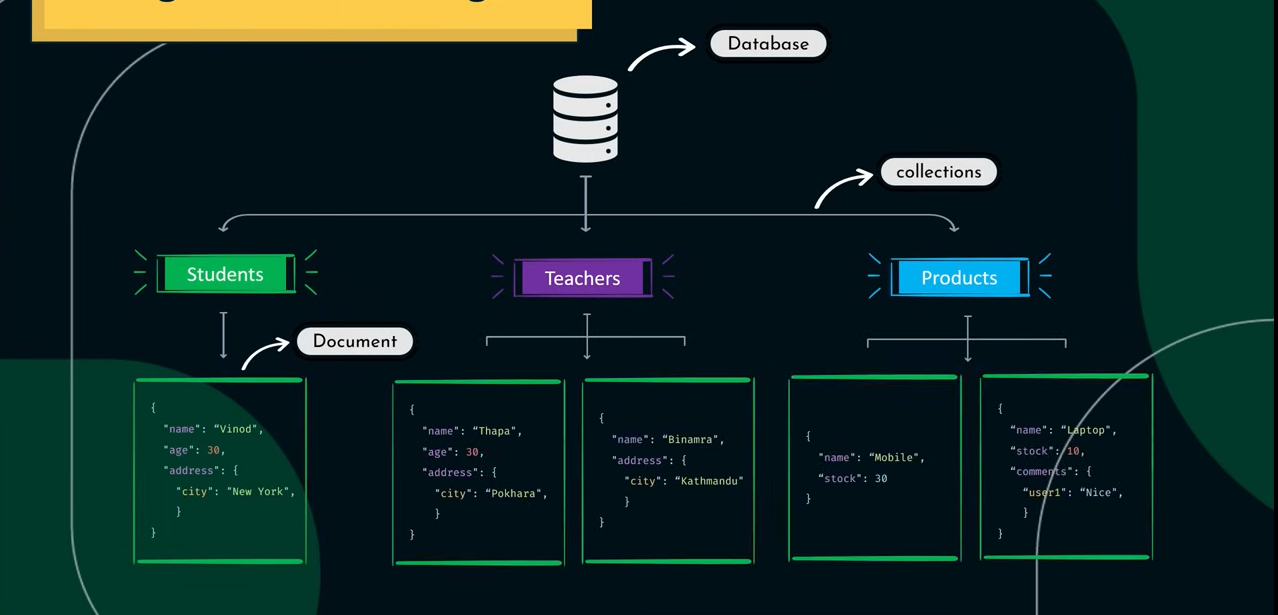 Database
collections
Students
Teachers
Products
Document
{
"name": “Vinod",
"age": 30,
"address": {
"city": "New York",
}
}
{
"name": “Thapa",
"age": 30,
"address": {
"city": “Pokhara",
}
}
{
"name": “Binamra",
"address": {
"city": “Kathmandu"
}
}
{
"name": “Mobile",
“stock": 30
}
{
"name": “Laptop",
“stock": 10,
“comments": {
“user1": “Nice",
}
}